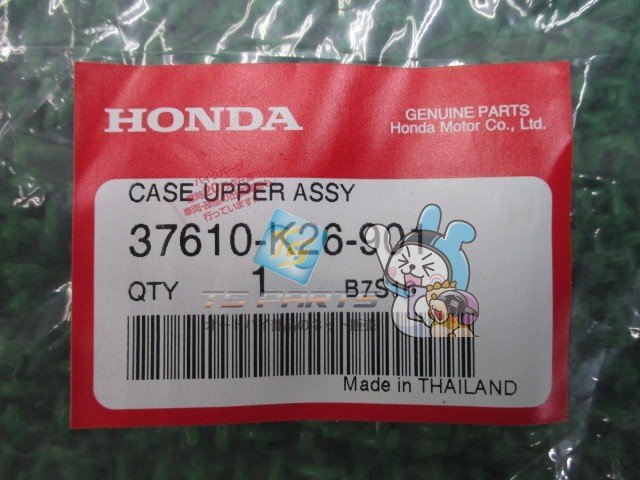 HONDA
GENUINE PARTS
Honda Motor Co., Ltd.
CASE UPPER ASSY
37610-K26-901
QTY 1 B7S
TS PARTS
Made in THAILAND